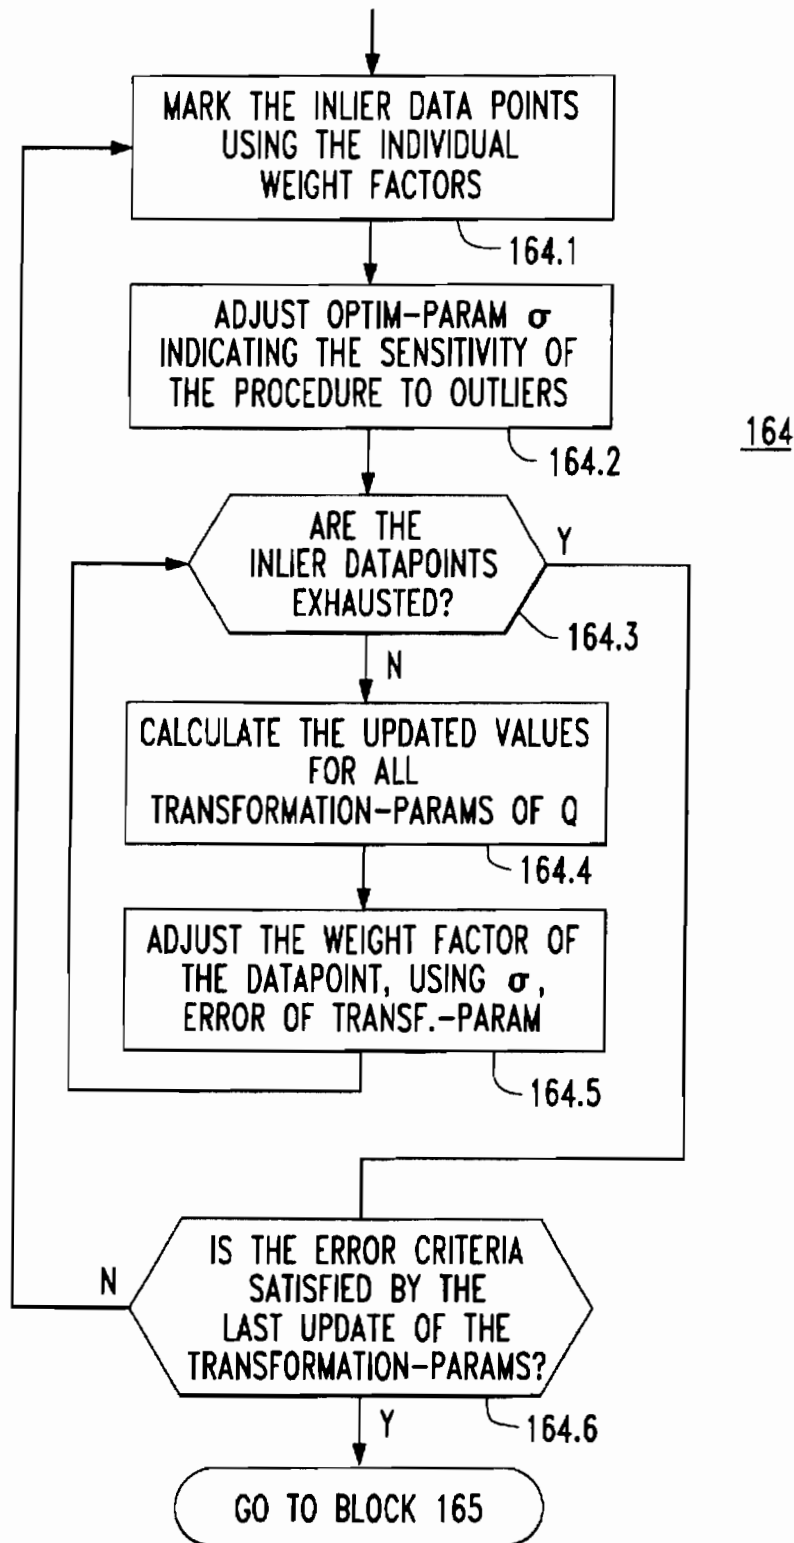 MARK THE INLIER DATA POINTS
USING THE INDIVIDUAL
WEIGHT FACTORS
164.1
ADJUST OPTIM-PARAM σ
INDICATING THE SENSITIVITY OF
THE PROCEDURE TO OUTLIERS
164.2
164
ARE THE
INLIER DATAPOINTS
EXHAUSTED?
Y
164.3
N
CALCULATE THE UPDATED VALUES
FOR ALL
TRANSFORMATION-PARAMS OF Q
164.4
ADJUST THE WEIGHT FACTOR OF
THE DATAPOINT, USING σ,
ERROR OF TRANSF.-PARAM
164.5
IS THE ERROR CRITERIA
SATISFIED BY THE
LAST UPDATE OF THE
TRANSFORMATION-PARAMS?
N
164.6
Y
GO TO BLOCK 165